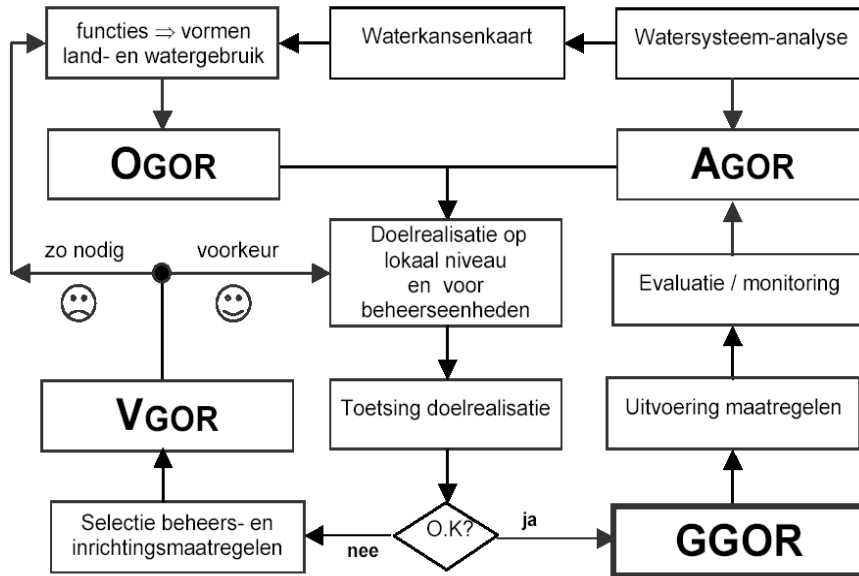 functies ⇒ vormen
land- en watergebruik
Waterkansenkaart
Watersysteem-analyse
OGOR
AGOR
zo nodig
voorkeur
Doelrealisatie op
lokaal niveau
en voor
beheerseenheden
Evaluatie / monitoring
VGOR
Toetsing doelrealisatie
Uitvoering maatregelen
Selectie beheers- en
inrichtingsmaatregelen
nee
O.K?
ja
GGOR